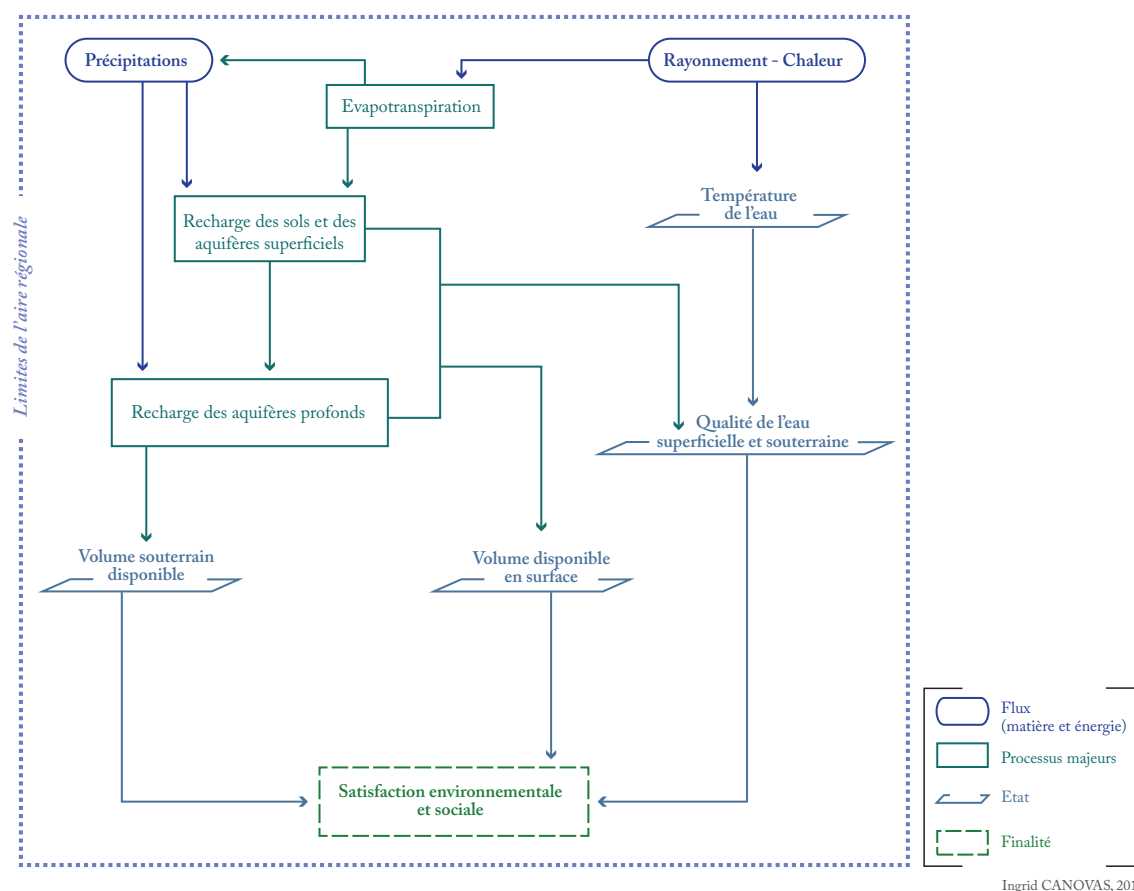 Précipitations
Rayonnement - Chaleur
Evapotranspiration
Température
de l'eau
Recharge des sols et des
aquifères superficiels
Limites de l'aire régionale
Recharge des aquifères profonds
Qualité de l'eau
superficielle et souterraine
Volume souterrain
disponible
Volume disponible
en surface
Satisfaction environnementale
et sociale
Flux
(matière et énergie)
Processus majeurs
Etat
Finalité
Ingrid CANOVAS, 201